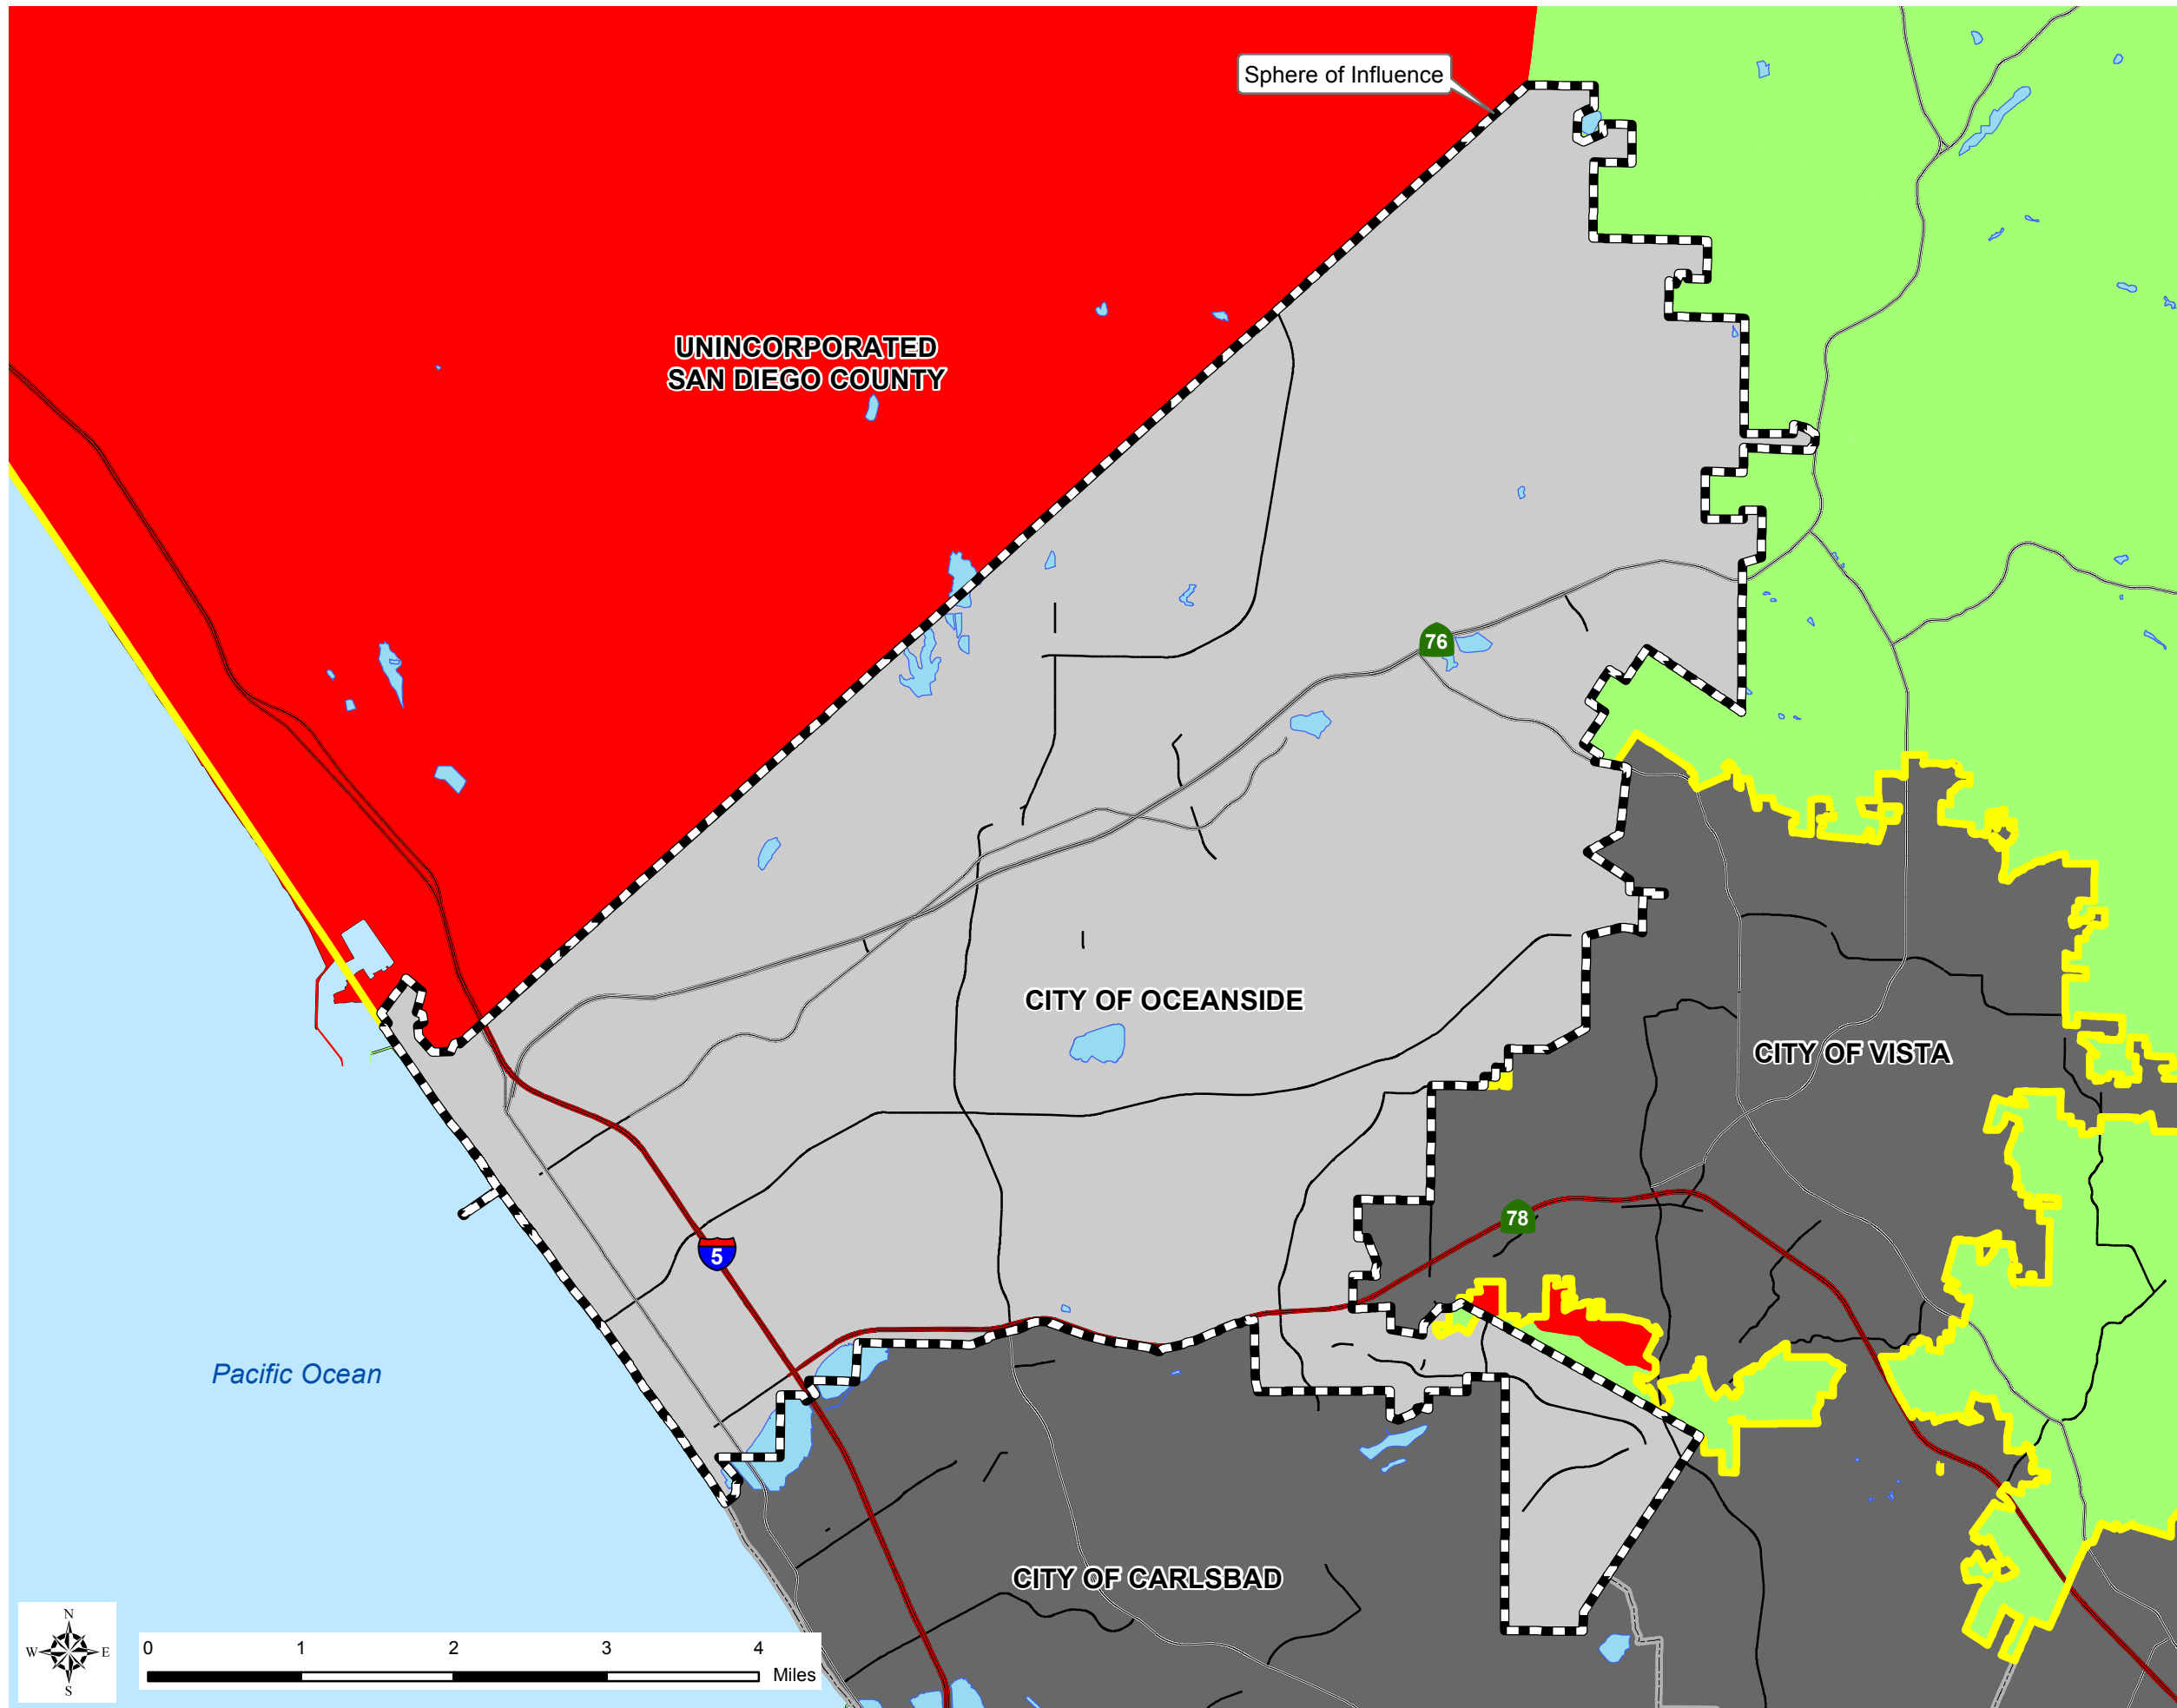 Sphere of Influence
UNINCORPORATED
SAN DIEGO COUNTY
76
CITY OF OCEANSIDE
CITY OF VISTA
78
5
Pacific Ocean
CITY OF CARLSBAD
N
W E
S
0 1 2 3 4
Miles